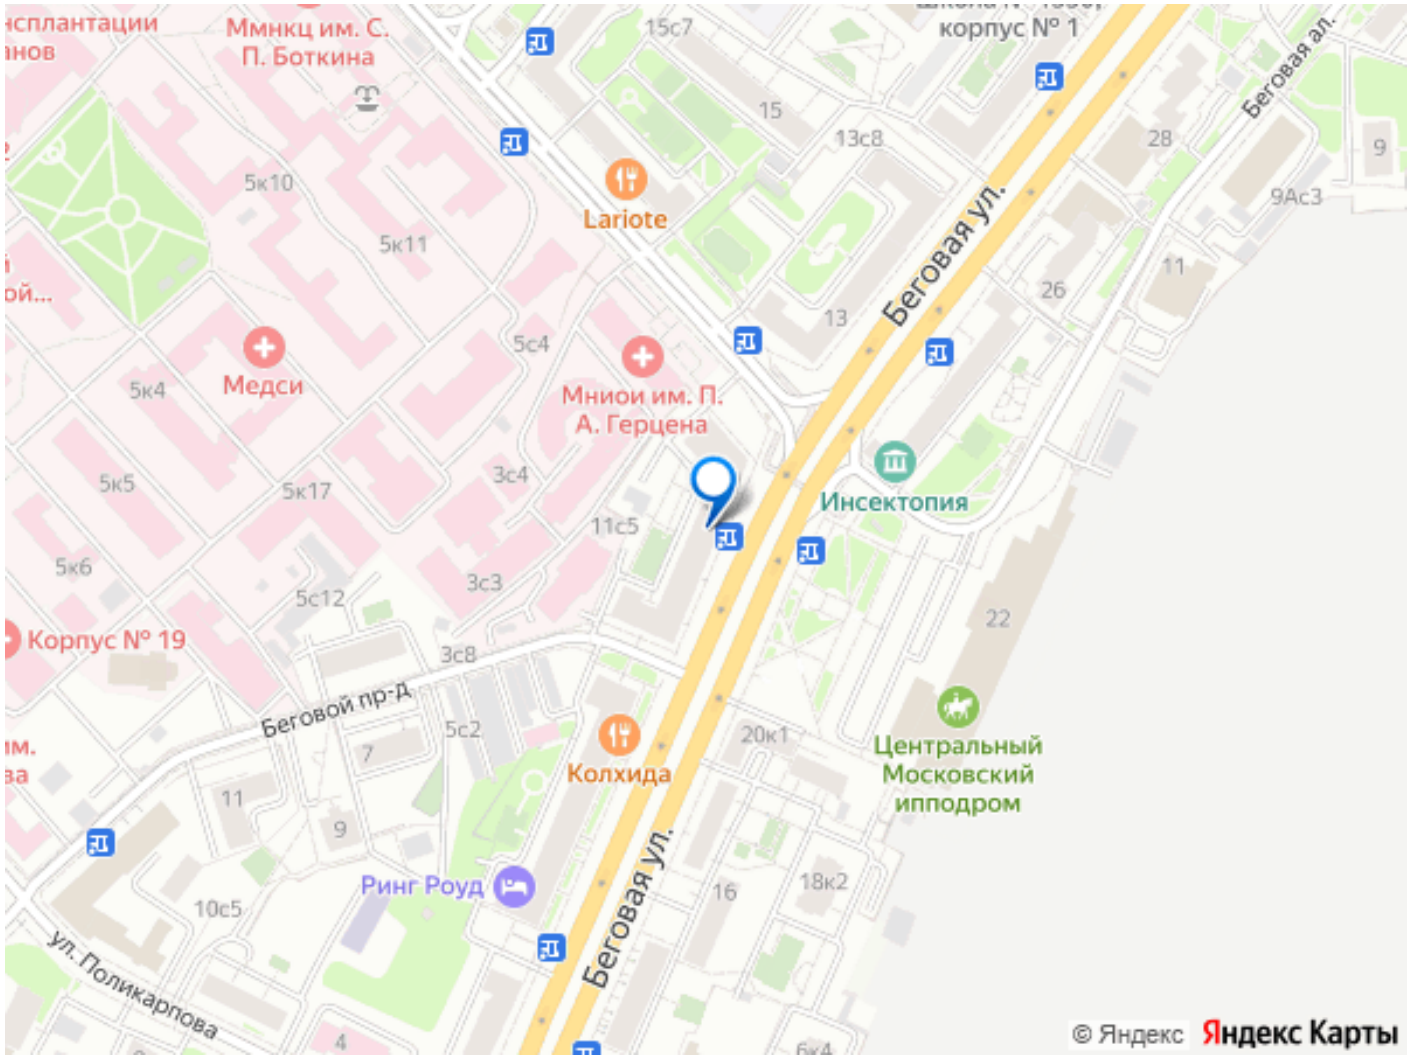 нсплантации
Ммнкц им. С.
П. Боткина
15с7
корпус № 1
Беговая ал.
15
13с8
28
9
5к10
9Ас3
Lariote
5к11
Беговая ул.
11
26
13
5с4
5к4
Медси
Мниои им. П.
А. Герцена
3с4
5к5
5к17
Инсектопия
11с5
5к6
3с3
5с12
22
Корпус № 19
3с8
Беговой пр-д
5с2
7
20к1
Колхида
Центральный
Московский
ипподром
11
9
Ринг Роуд
16
18к2
10с5
Беговая ул.
ул. Поликарпова
4
6к4
© Яндекс Яндекс Карты